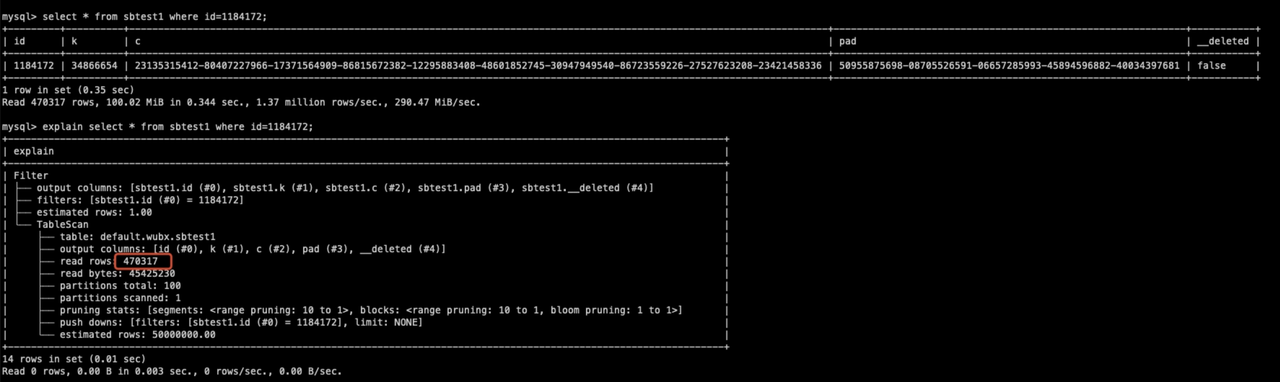 mysql> select * from sbtest1 where id=1184172;
| id | k | c | pad | __deleted |
| 1184172 | 34866654 | 23135315412-80407227966-17371564909-86815672382-12295883408-48601852745-30947949540-86723559226-27527623208-23421458336 | 50955875698-08705526591-06657285993-45894596882-40034397681 | false |
1 row in set (0.35 sec)
Read 470317 rows, 100.02 MiB in 0.344 sec., 1.37 million rows/sec., 290.47 MiB/sec.
mysql> explain select * from sbtest1 where id=1184172;
| explain |
| Filter |
| ├── output columns: [sbtest1.id (#0), sbtest1.k (#1), sbtest1.c (#2), sbtest1.pad (#3), sbtest1.__deleted (#4)] |
| ├── filters: [sbtest1.id (#0) = 1184172] |
| ├── estimated rows: 1.00 |
| └── TableScan |
| ├── table: default.wubx.sbtest1 |
| ├── output columns: [id (#0), k (#1), c (#2), pad (#3), __deleted (#4)] |
| ├── read rows: 470317 |
| ├── read bytes: 45425230 |
| ├── partitions total: 100 |
| ├── partitions scanned: 1 |
| ├── pruning stats: [segments: <range pruning: 10 to 1>, blocks: <range pruning: 10 to 1, bloom pruning: 1 to 1>] |
| ├── push downs: [filters: [sbtest1.id (#0) = 1184172], limit: NONE] |
| └── estimated rows: 50000000.00 |
14 rows in set (0.01 sec)
Read 0 rows, 0.00 B in 0.003 sec., 0 rows/sec., 0.00 B/sec.